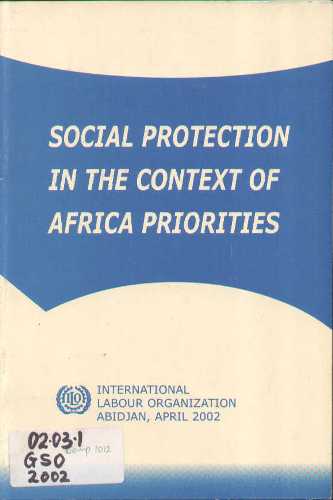 SOCIAL PROTECTION
IN THE CONTEXT OF
AFRICA PRIORITIES
ILO
INTERNATIONAL
LABOUR ORGANIZATION
ABIDJAN, APRIL 2002
02.03.1
1012
GSO
2002